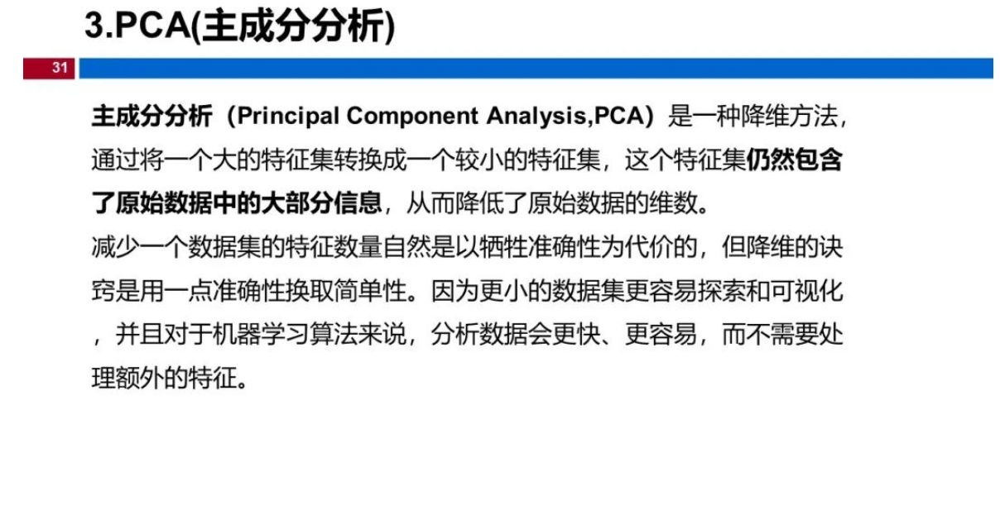 3.PCA(主成分分析)
31
主成分分析（Principal Component Analysis,PCA）是一种降维方法，
通过将一个大的特征集转换成一个较小的特征集，这个特征集仍然包含
了原始数据中的大部分信息，从而降低了原始数据的维数。
减少一个数据集的特征数量自然是以牺牲准确性为代价的，但降维的诀
窍是用一点准确性换取简单性。因为更小的数据集更容易探索和可视化
，并且对于机器学习算法来说，分析数据会更快、更容易，而不需要处
理额外的特征。